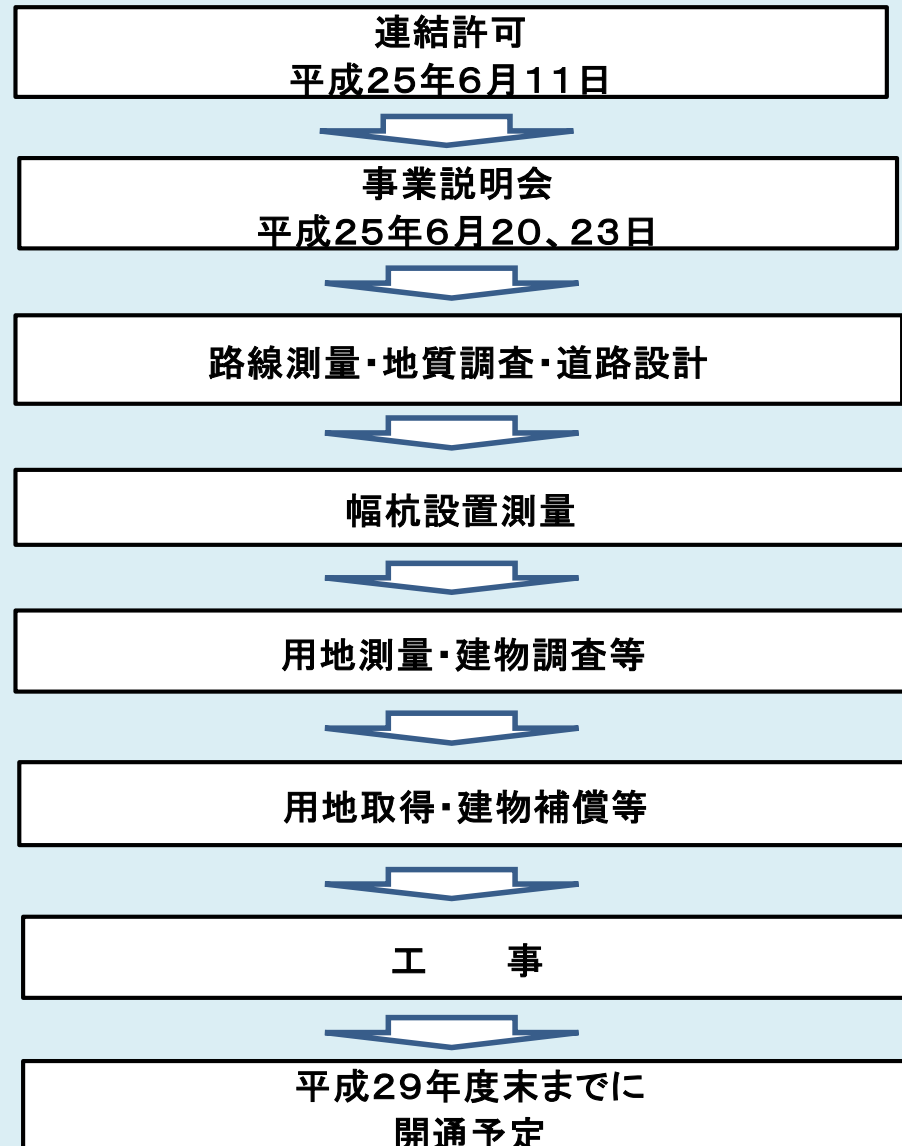 連結許可
平成25年6月11日
事業説明会
平成25年6月20、23日
路線測量・地質調査・道路設計
幅杭設置測量
用地測量・建物調査等
用地取得・建物補償等
工　　事
平成29年度末までに
開通予定